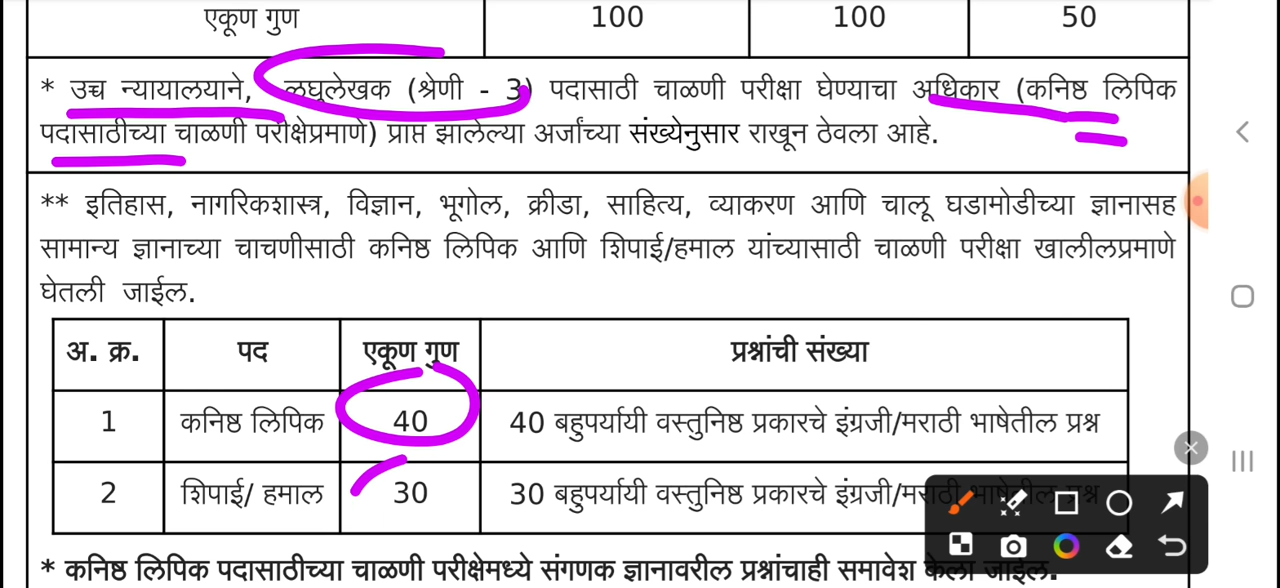 एकूण गुण 100 100 50
* उच्च न्यायालयाने, लघुलेखक (श्रेणी - 3) पदासाठी चाळणी परीक्षा घेण्याचा अधिकार (कनिष्ठ लिपिक
पदासाठीच्या चाळणी परीक्षेप्रमाणे) प्राप्त झालेल्या अर्जांच्या संख्येनुसार राखून ठेवला आहे.
** इतिहास, नागरिकशास्त्र, विज्ञान, भूगोल, क्रीडा, साहित्य, व्याकरण आणि चालू घडामोडीच्या ज्ञानासह
सामान्य ज्ञानाच्या चाचणीसाठी कनिष्ठ लिपिक आणि शिपाई/हमाल यांच्यासाठी चाळणी परीक्षा खालीलप्रमाणे
घेतली जाईल.
अ. क्र. पद एकूण गुण प्रश्नांची संख्या
1 कनिष्ठ लिपिक 40 40 बहुपर्यायी वस्तुनिष्ठ प्रकारचे इंग्रजी/मराठी भाषेतील प्रश्न
2 शिपाई/ हमाल 30 30 बहुपर्यायी वस्तुनिष्ठ प्रकारचे इंग्रजी/मराठी भाषेतील प्रश्न
* कनिष्ठ लिपिक पदासाठीच्या चाळणी परीक्षेमध्ये संगणक ज्ञानावरील प्रश्नांचाही समावेश केला जाईल.